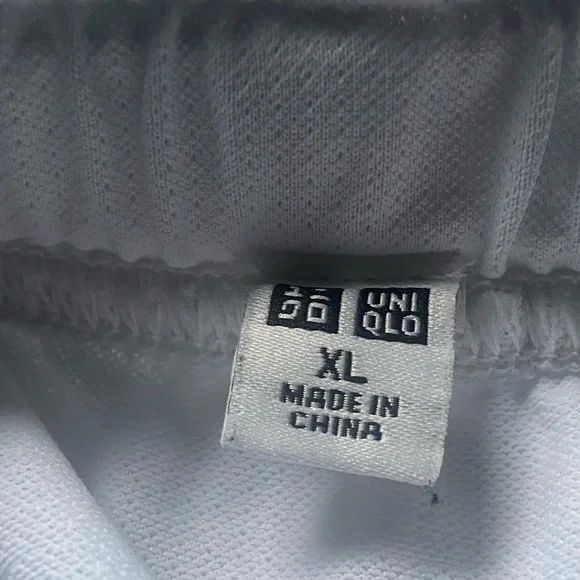 ユニ
クロ
UNI
QLO
XL
MADE IN
CHINA